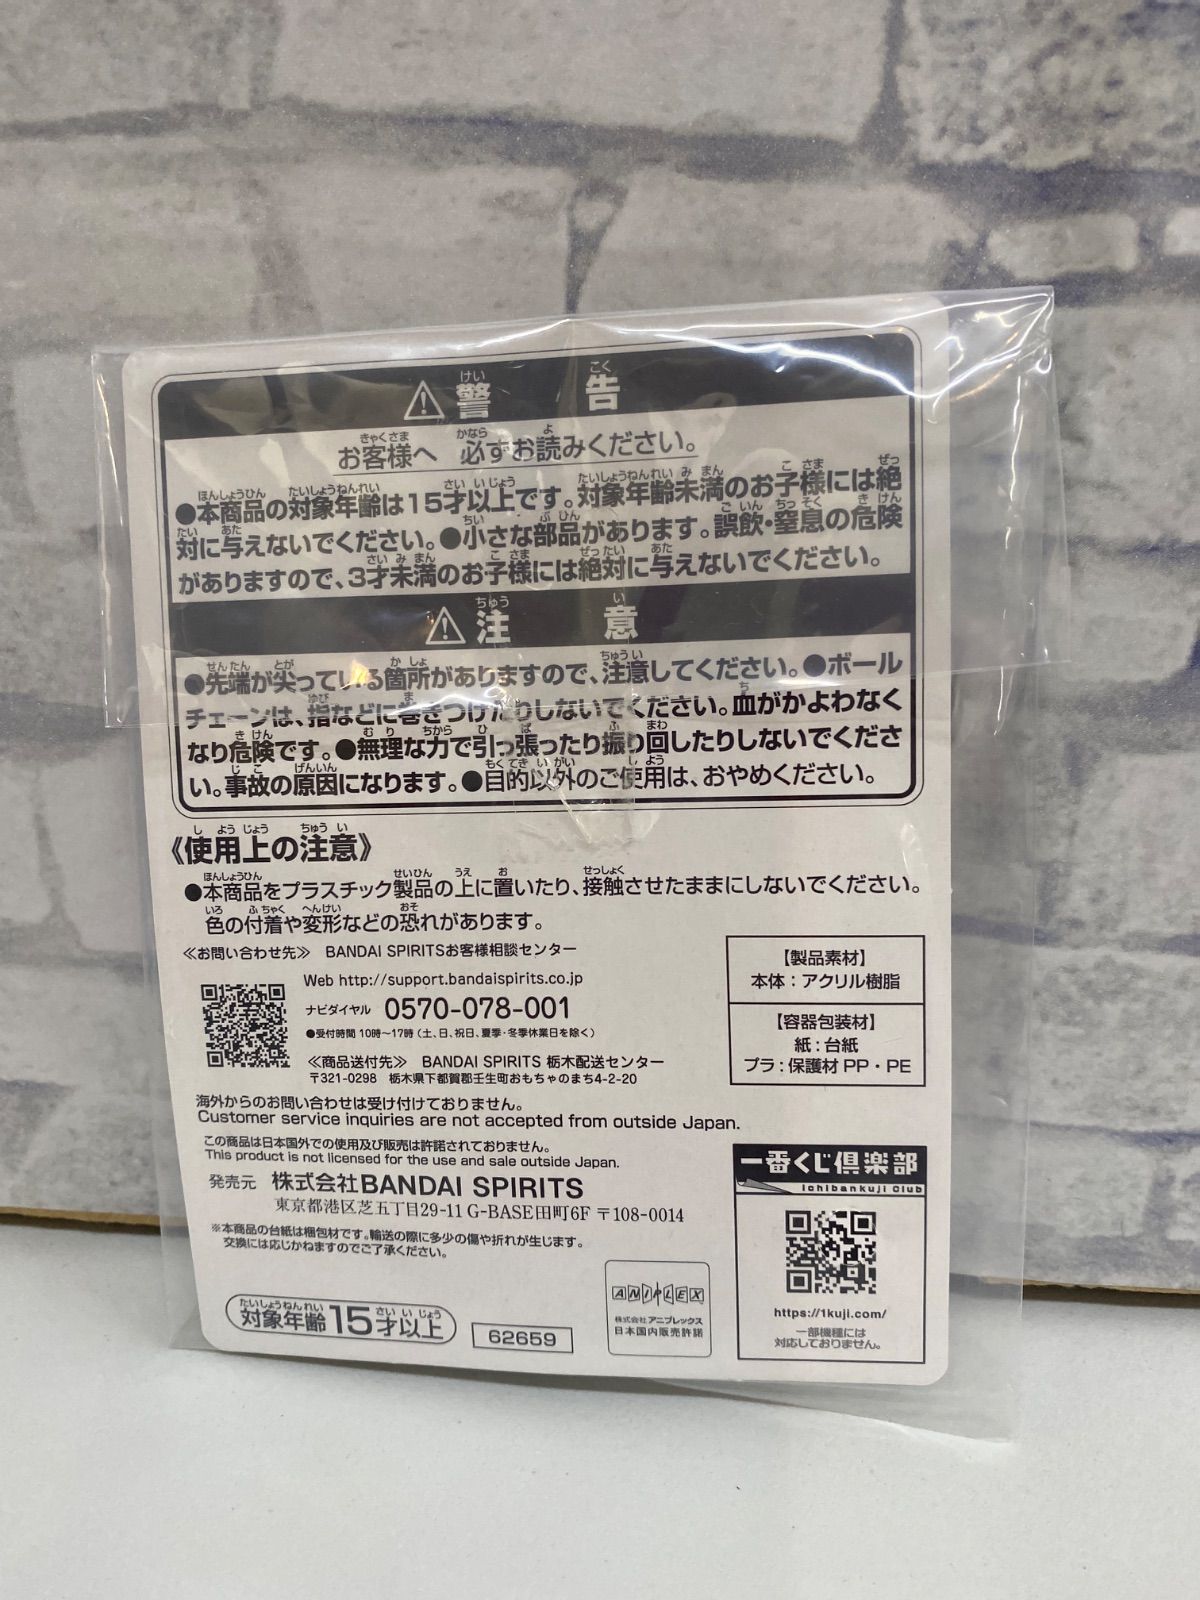 ⚠警告
お客様へ 必ずお読みください。
●本商品の対象年齢は15才以上です。対象年齢未満のお子様には絶
対に与えないでください。●小さな部品があります。誤飲・窒息の危険
がありますので、3才未満のお子様には絶対に与えないでください。
⚠注意
●先端が尖っている箇所がありますので、注意してください。●ボール
チェーンは、指などに巻きつけたりしないでください。血がかよわなく
なり危険です。●無理な力で引っ張ったり振り回したりしないでくださ
い。事故の原因になります。●目的以外のご使用は、おやめください。
《使用上の注意》
●本商品をプラスチック製品の上に置いたり、接触させたままにしないでください。
色の付着や変形などの恐れがあります。
≪お問い合わせ先≫ BANDAI SPIRITSお客様相談センター
Web http://support.bandaispirits.co.jp
ナビダイヤル 0570-078-001
●受付時間 10時～17時（土、日、祝日、夏季・冬季休業日を除く）
≪商品送付先≫ BANDAI SPIRITS 栃木配送センター
〒321-0298 栃木県下都賀郡壬生町おもちゃのまち4-2-20
【製品素材】
本体：アクリル樹脂
【容器包装材】
紙：台紙
プラ：保護材 PP・PE
海外からのお問い合わせは受け付けておりません。
Customer service inquiries are not accepted from outside Japan.
この商品は日本国外での使用及び販売は許諾されておりません。
This product is not licensed for the use and sale outside Japan.
発売元 株式会社BANDAI SPIRITS
東京都港区芝五丁目29-11 G-BASE田町6F 〒108-0014
※本商品の台紙は梱包材です。輸送の際に多少の傷や折れが生じます。
交換には応じかねますのでご了承ください。
対象年齢15才以上
62659
ANIPLEX
株式会社 アニプレックス
日本国内販売許諾
一番くじ倶楽部
Ichibankuji Club
https://1kuji.com/
一部機種には
対応しておりません。